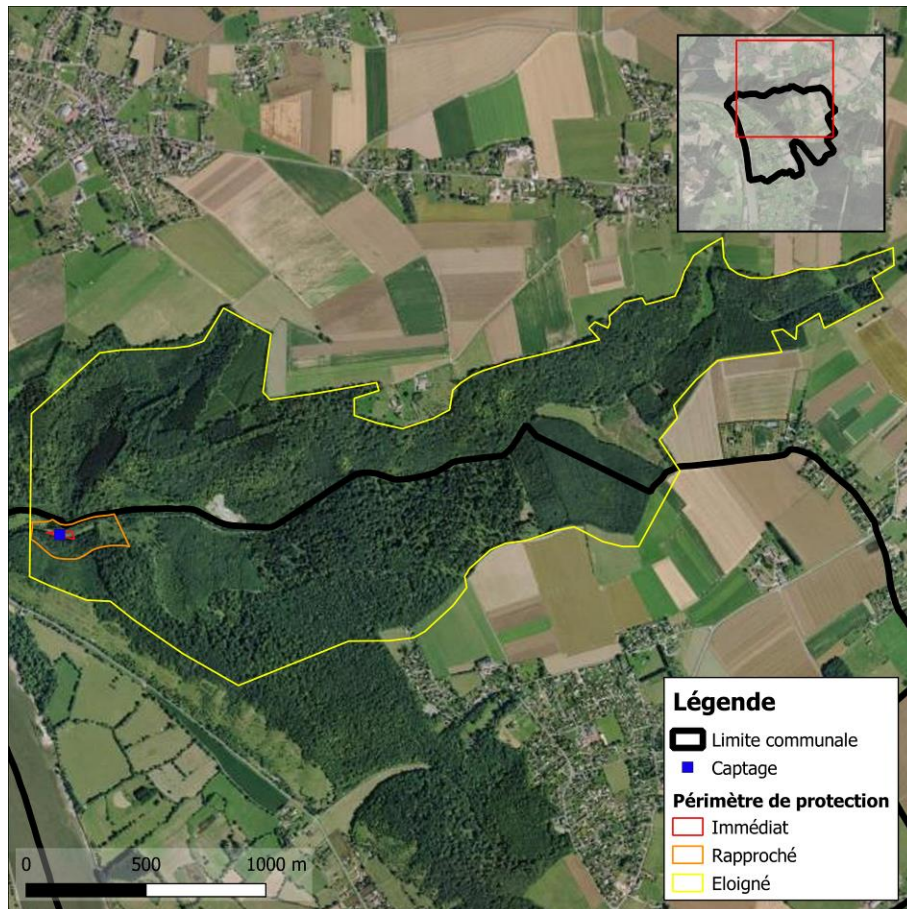 Légende
Limite communale
Captage
Périmètre de protection
Immédiat
Rapproché
Eloigné
0 500 1000 m